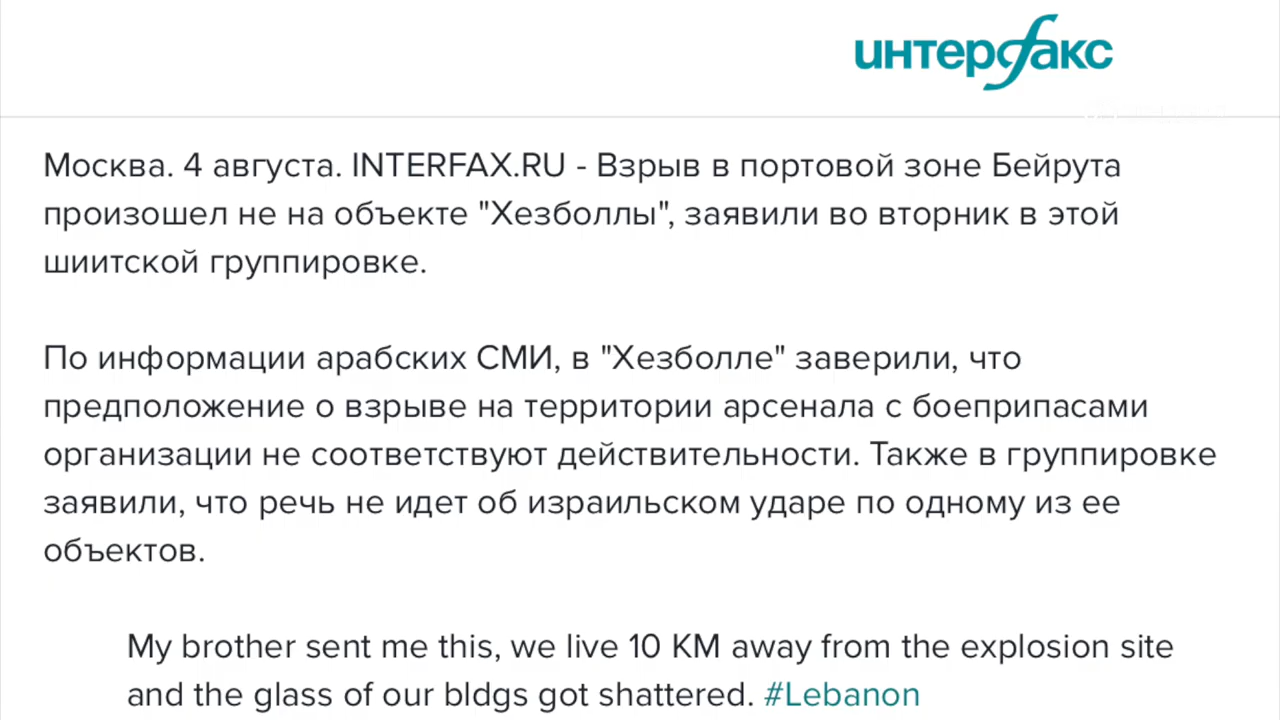 интерфакс
Москва. 4 августа. INTERFAX.RU - Взрыв в портовой зоне Бейрута
произошел не на объекте "Хезболлы", заявили во вторник в этой
шиитской группировке.
По информации арабских СМИ, в "Хезболле" заверили, что
предположение о взрыве на территории арсенала с боеприпасами
организации не соответствуют действительности. Также в группировке
заявили, что речь не идет об израильском ударе по одному из ее
объектов.
My brother sent me this, we live 10 KM away from the explosion site
and the glass of our bldgs got shattered. #Lebanon